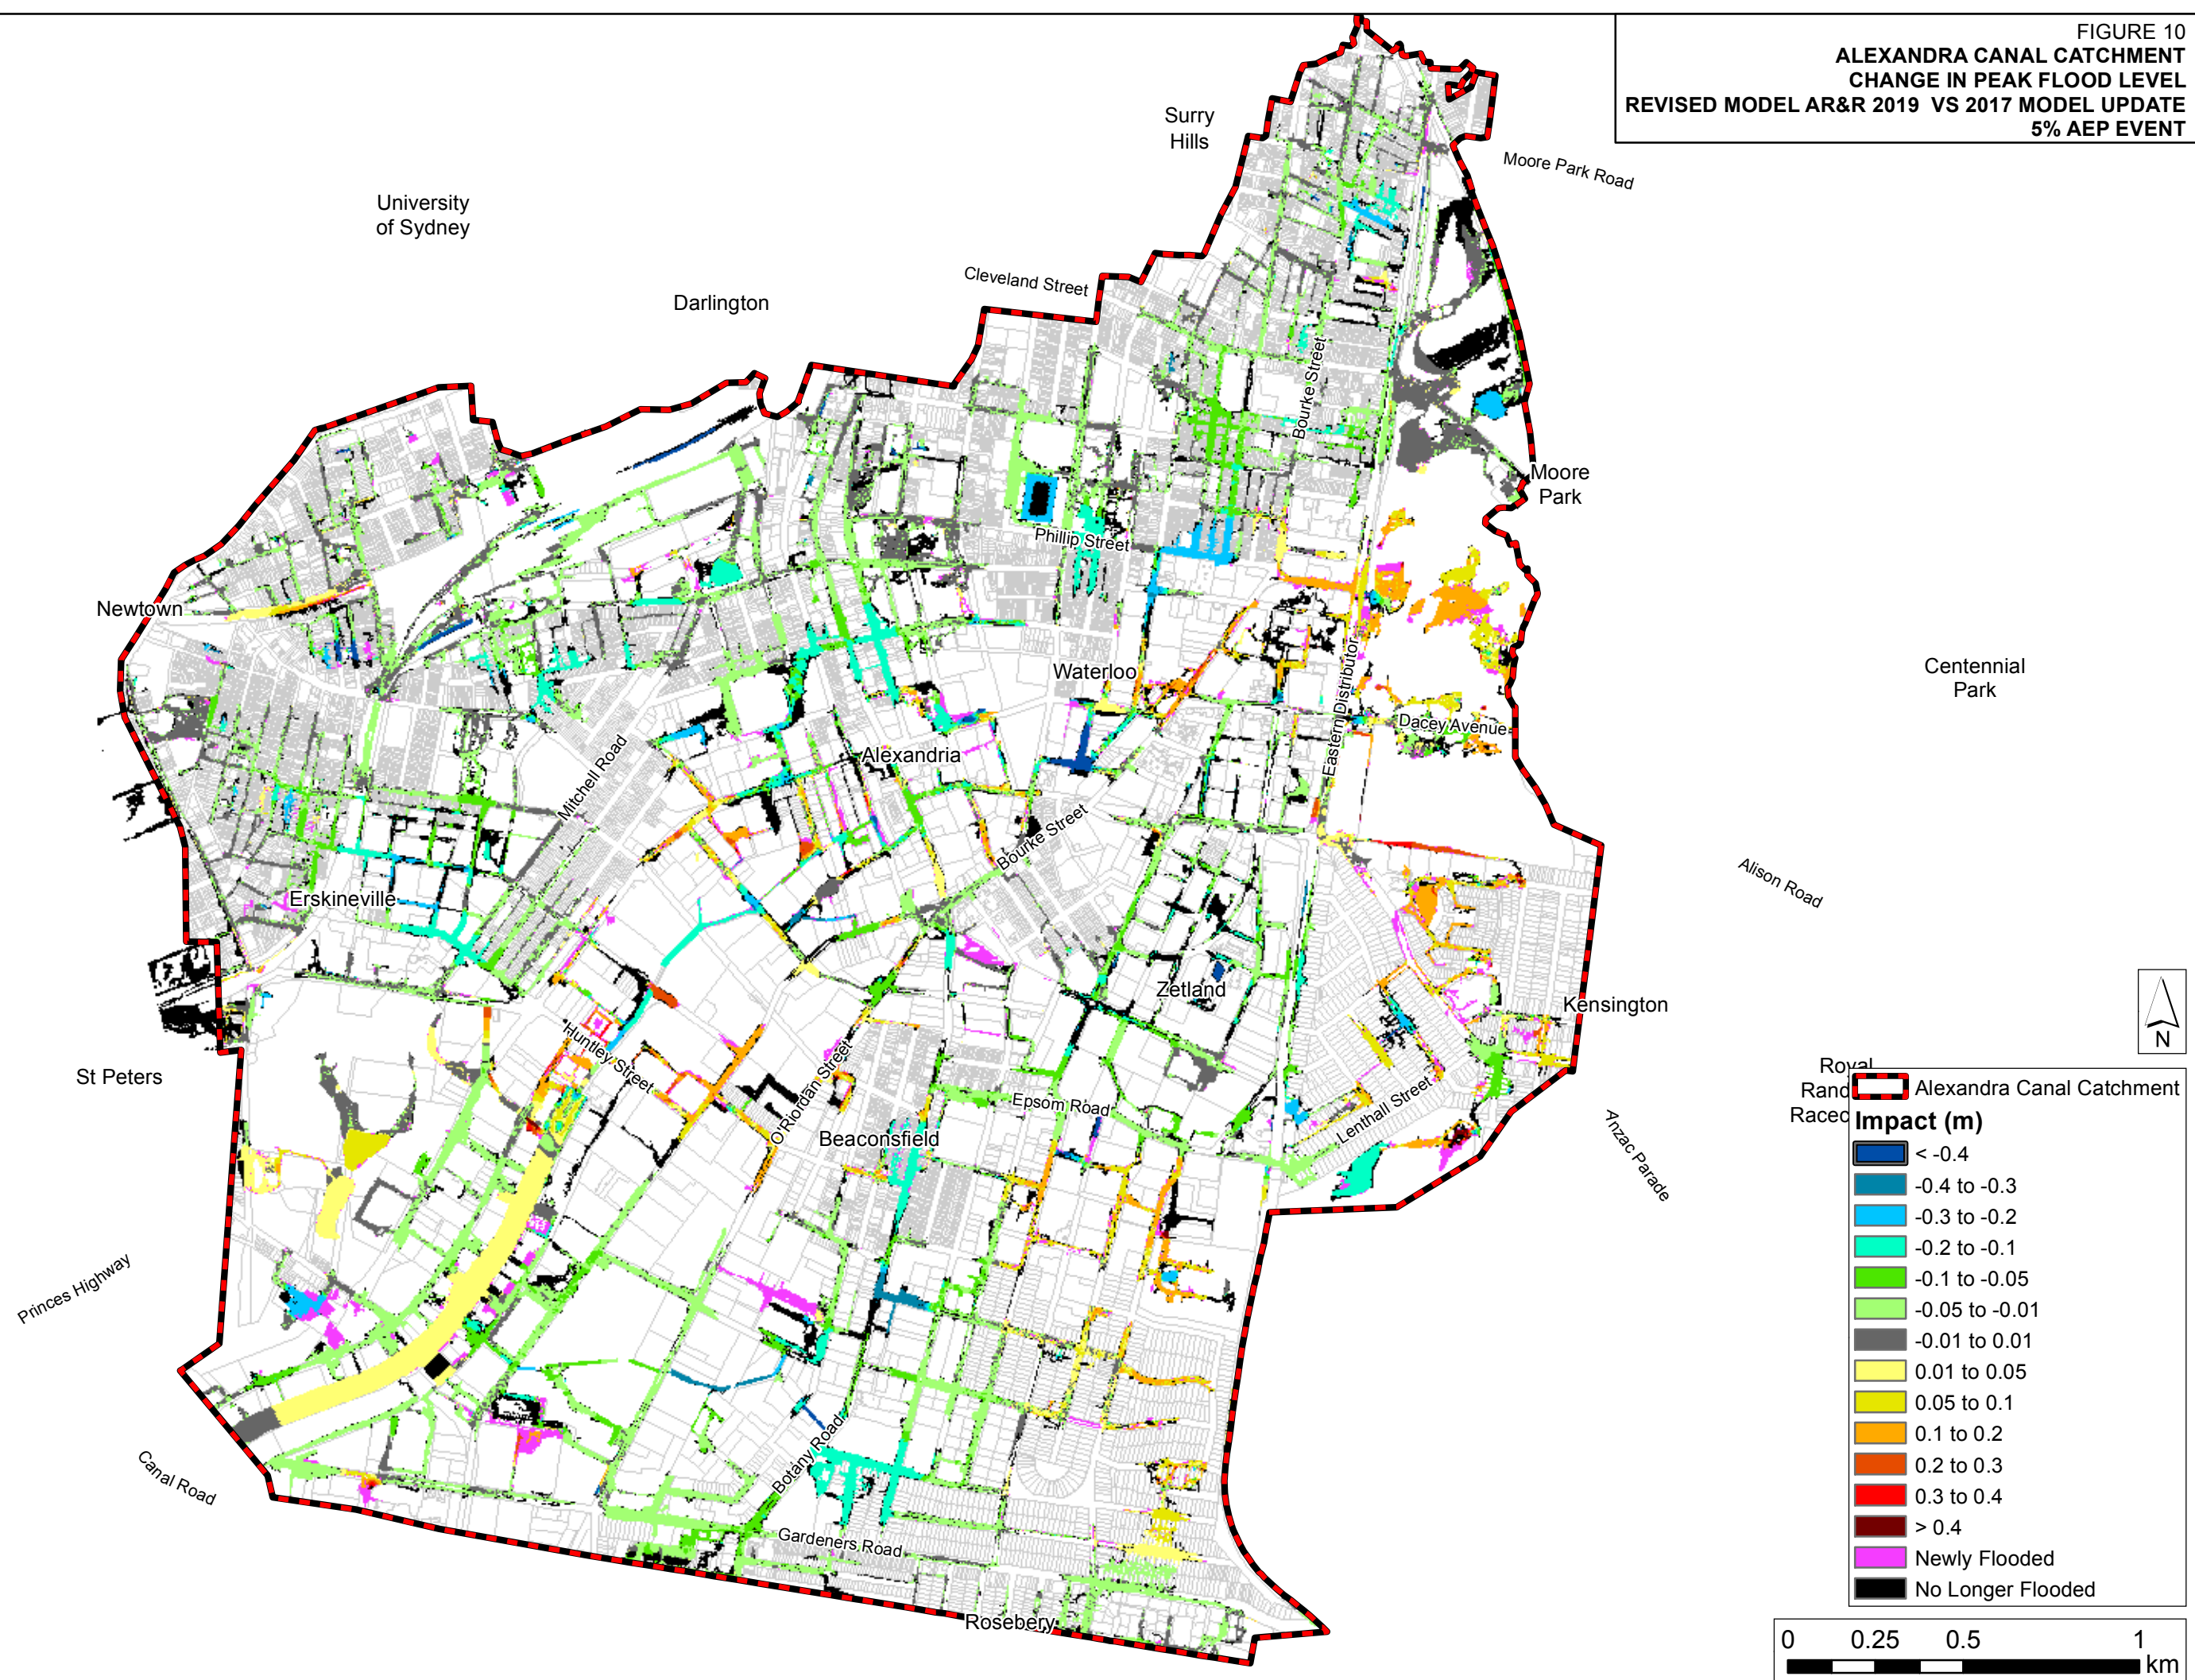 FIGURE 10
ALEXANDRA CANAL CATCHMENT
CHANGE IN PEAK FLOOD LEVEL
REVISED MODEL AR&R 2019 VS 2017 MODEL UPDATE
5% AEP EVENT
Surry
Hills
Moore Park Road
University
of Sydney
Cleveland Street
Darlington
Bourke Street
Moore
Park
Phillip Street
Newtown
Waterloo
Centennial
Park
Eastern Distributor
Dacey Avenue
Alexandria
Mitchell Road
Bourke Street
Alison Road
Erskineville
Zetland
Kensington
N
Huntley Street
St Peters
O'Riordan Street
Royal
Rand
Raced
Epsom Road
Lenthall Street
Beaconsfield
Anzac Parade
Princes Highway
Botany Road
Canal Road
Gardeners Road
Rosebery
Alexandra Canal Catchment
Impact (m)
< -0.4
-0.4 to -0.3
-0.3 to -0.2
-0.2 to -0.1
-0.1 to -0.05
-0.05 to -0.01
-0.01 to 0.01
0.01 to 0.05
0.05 to 0.1
0.1 to 0.2
0.2 to 0.3
0.3 to 0.4
> 0.4
Newly Flooded
No Longer Flooded
0 0.25 0.5 1
km